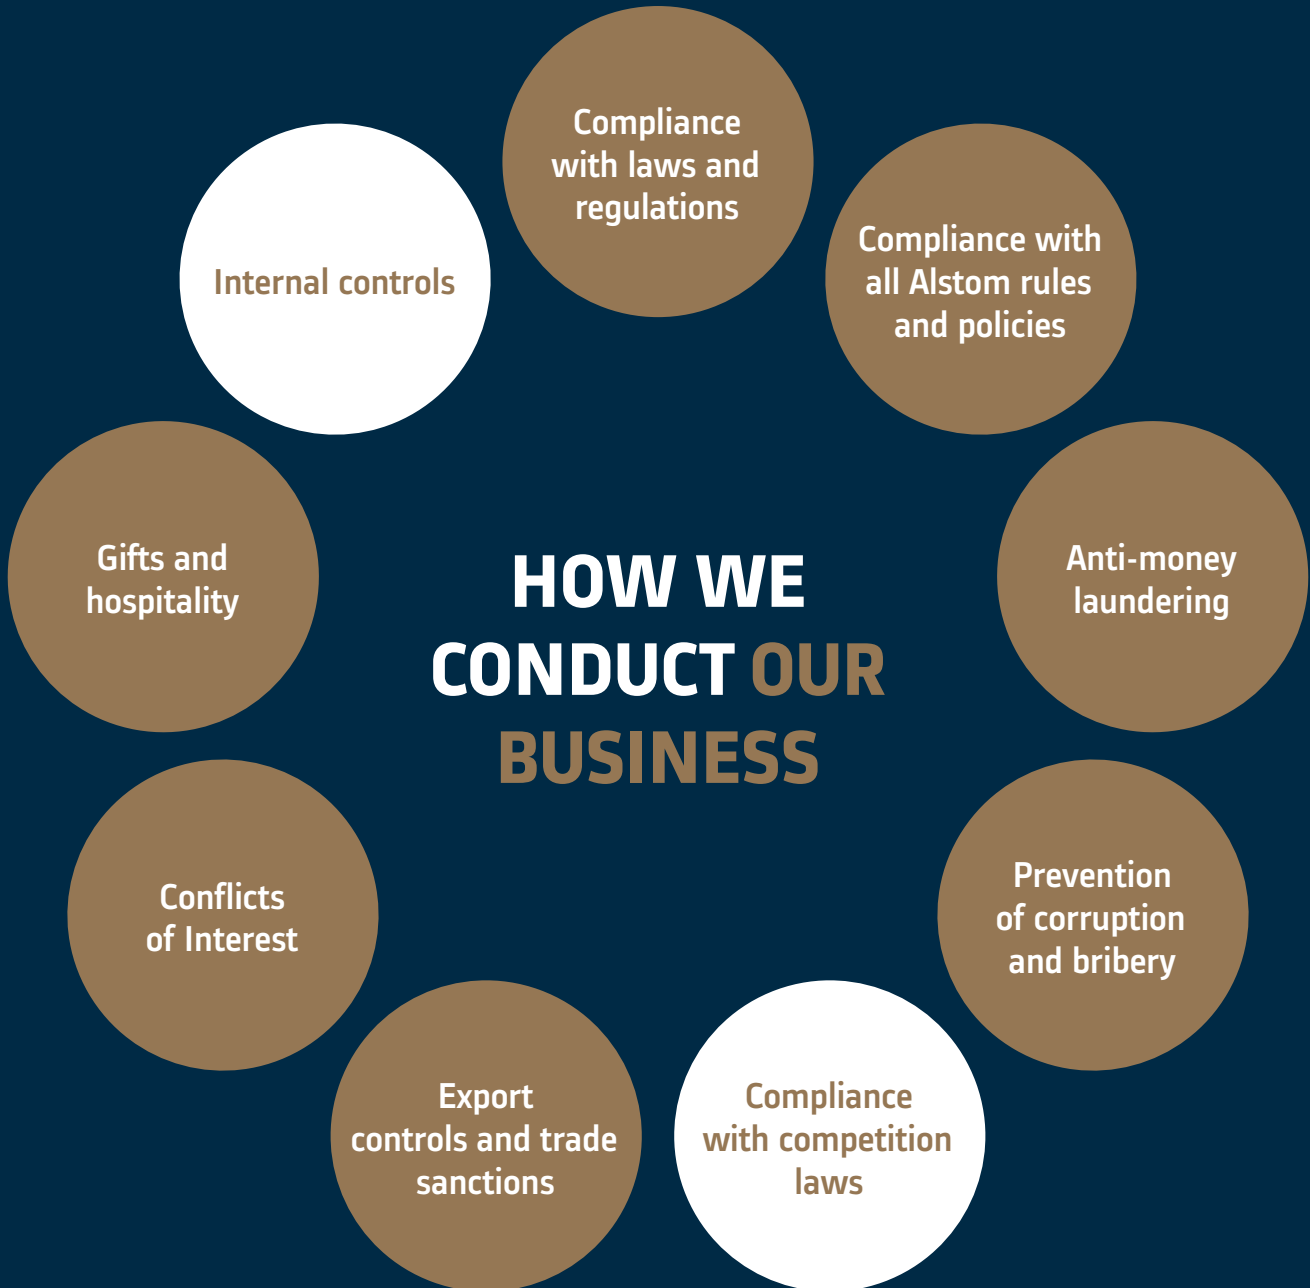 Compliance
with laws and
regulations
Compliance with
all Alstom rules
and policies
Anti-money
laundering
Prevention
of corruption
and bribery
Compliance
with competition
laws
Export
controls and trade
sanctions
Conflicts
of Interest
Gifts and
hospitality
Internal controls
HOW WE
CONDUCT OUR
BUSINESS